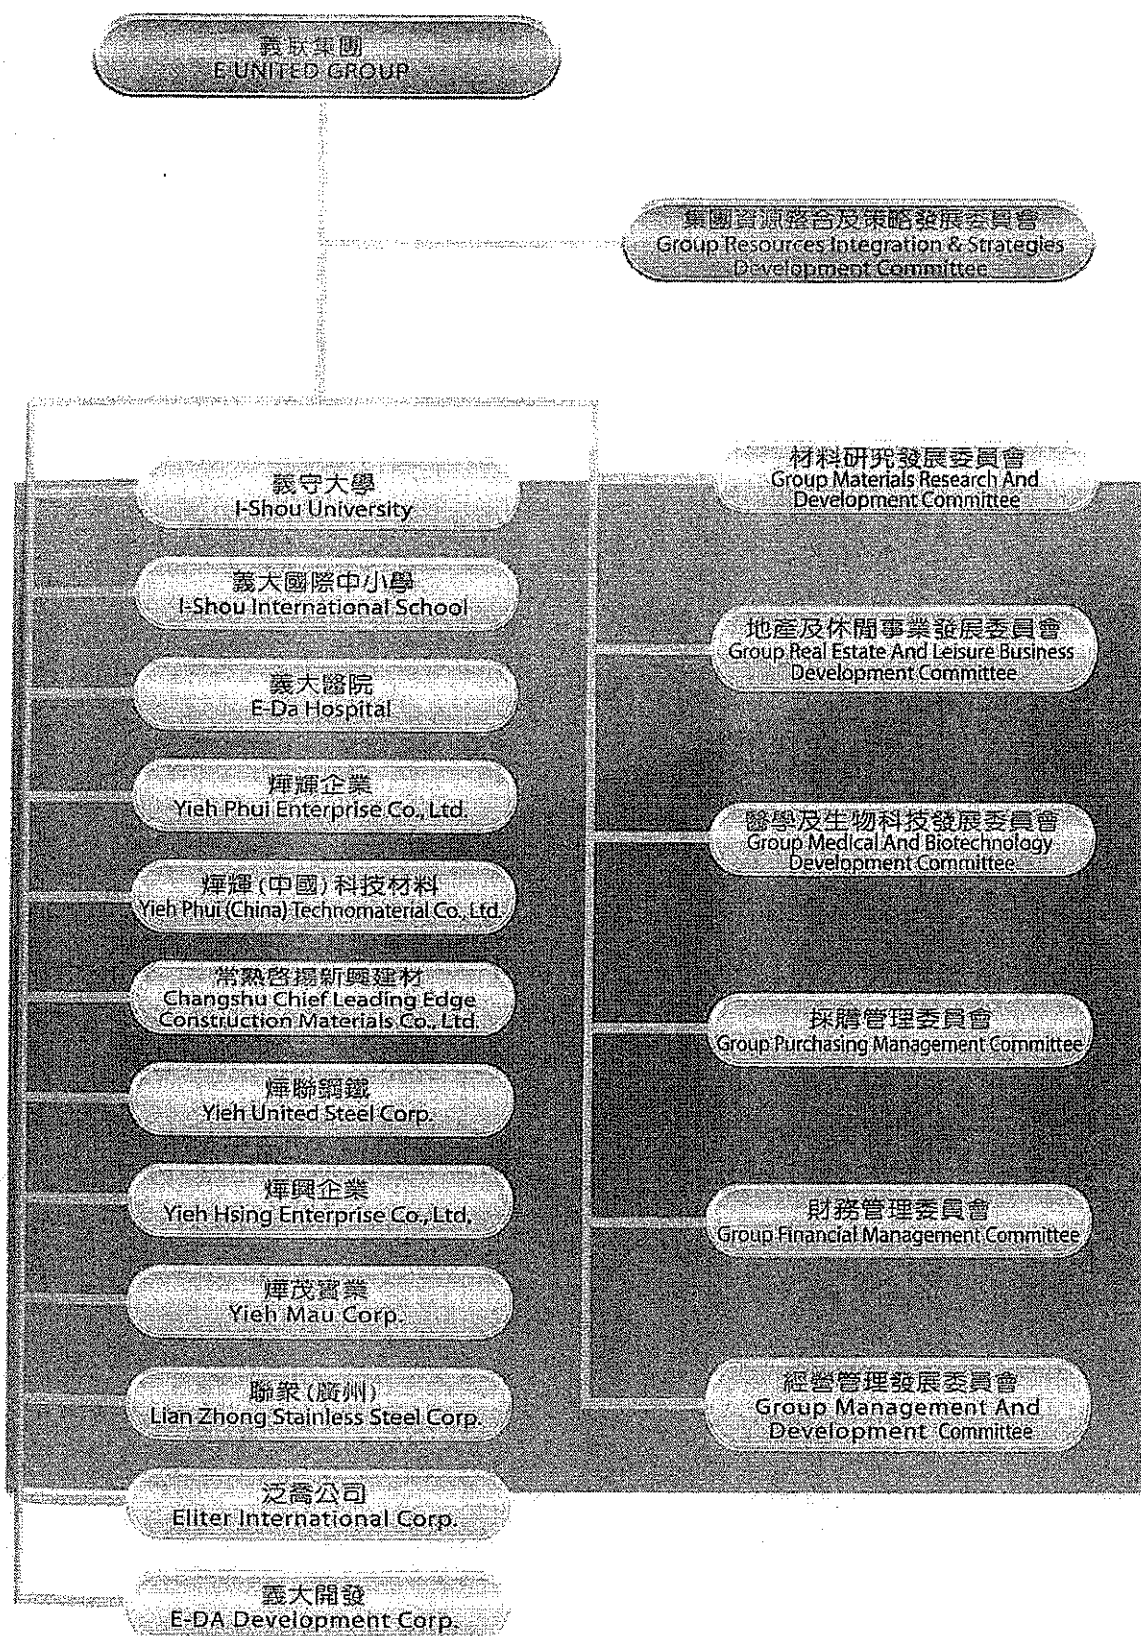 義联集團
E UNITED GROUP
集團資源整合及策略發展委員會
Group Resources Integration & Strategies
Development Committee
義守大學
I-Shou University
義大國際中小學
I-Shou International School
義大醫院
E-Da Hospital
燁輝企業
Yieh Phui Enterprise Co., Ltd.
燁輝(中國)科技材料
Yieh Phui (China) Technomaterial Co., Ltd.
常熟啓揚新興建材
Changshu Chief Leading Edge
Construction Materials Co., Ltd.
燁聯鋼鐵
Yieh United Steel Corp.
燁興企業
Yieh Hsing Enterprise Co., Ltd.
燁茂實業
Yieh Mau Corp.
聯衆(廣州)
Lian Zhong Stainless Steel Corp.
泛喬公司
Eliter International Corp.
義大開發
E-DA Development Corp.
材料研究發展委員會
Group Materials Research And
Development Committee
地產及休閒事業發展委員會
Group Real Estate And Leisure Business
Development Committee
醫學及生物科技發展委員會
Group Medical And Biotechnology
Development Committee
採購管理委員會
Group Purchasing Management Committee
財務管理委員會
Group Financial Management Committee
經營管理發展委員會
Group Management And
Development Committee